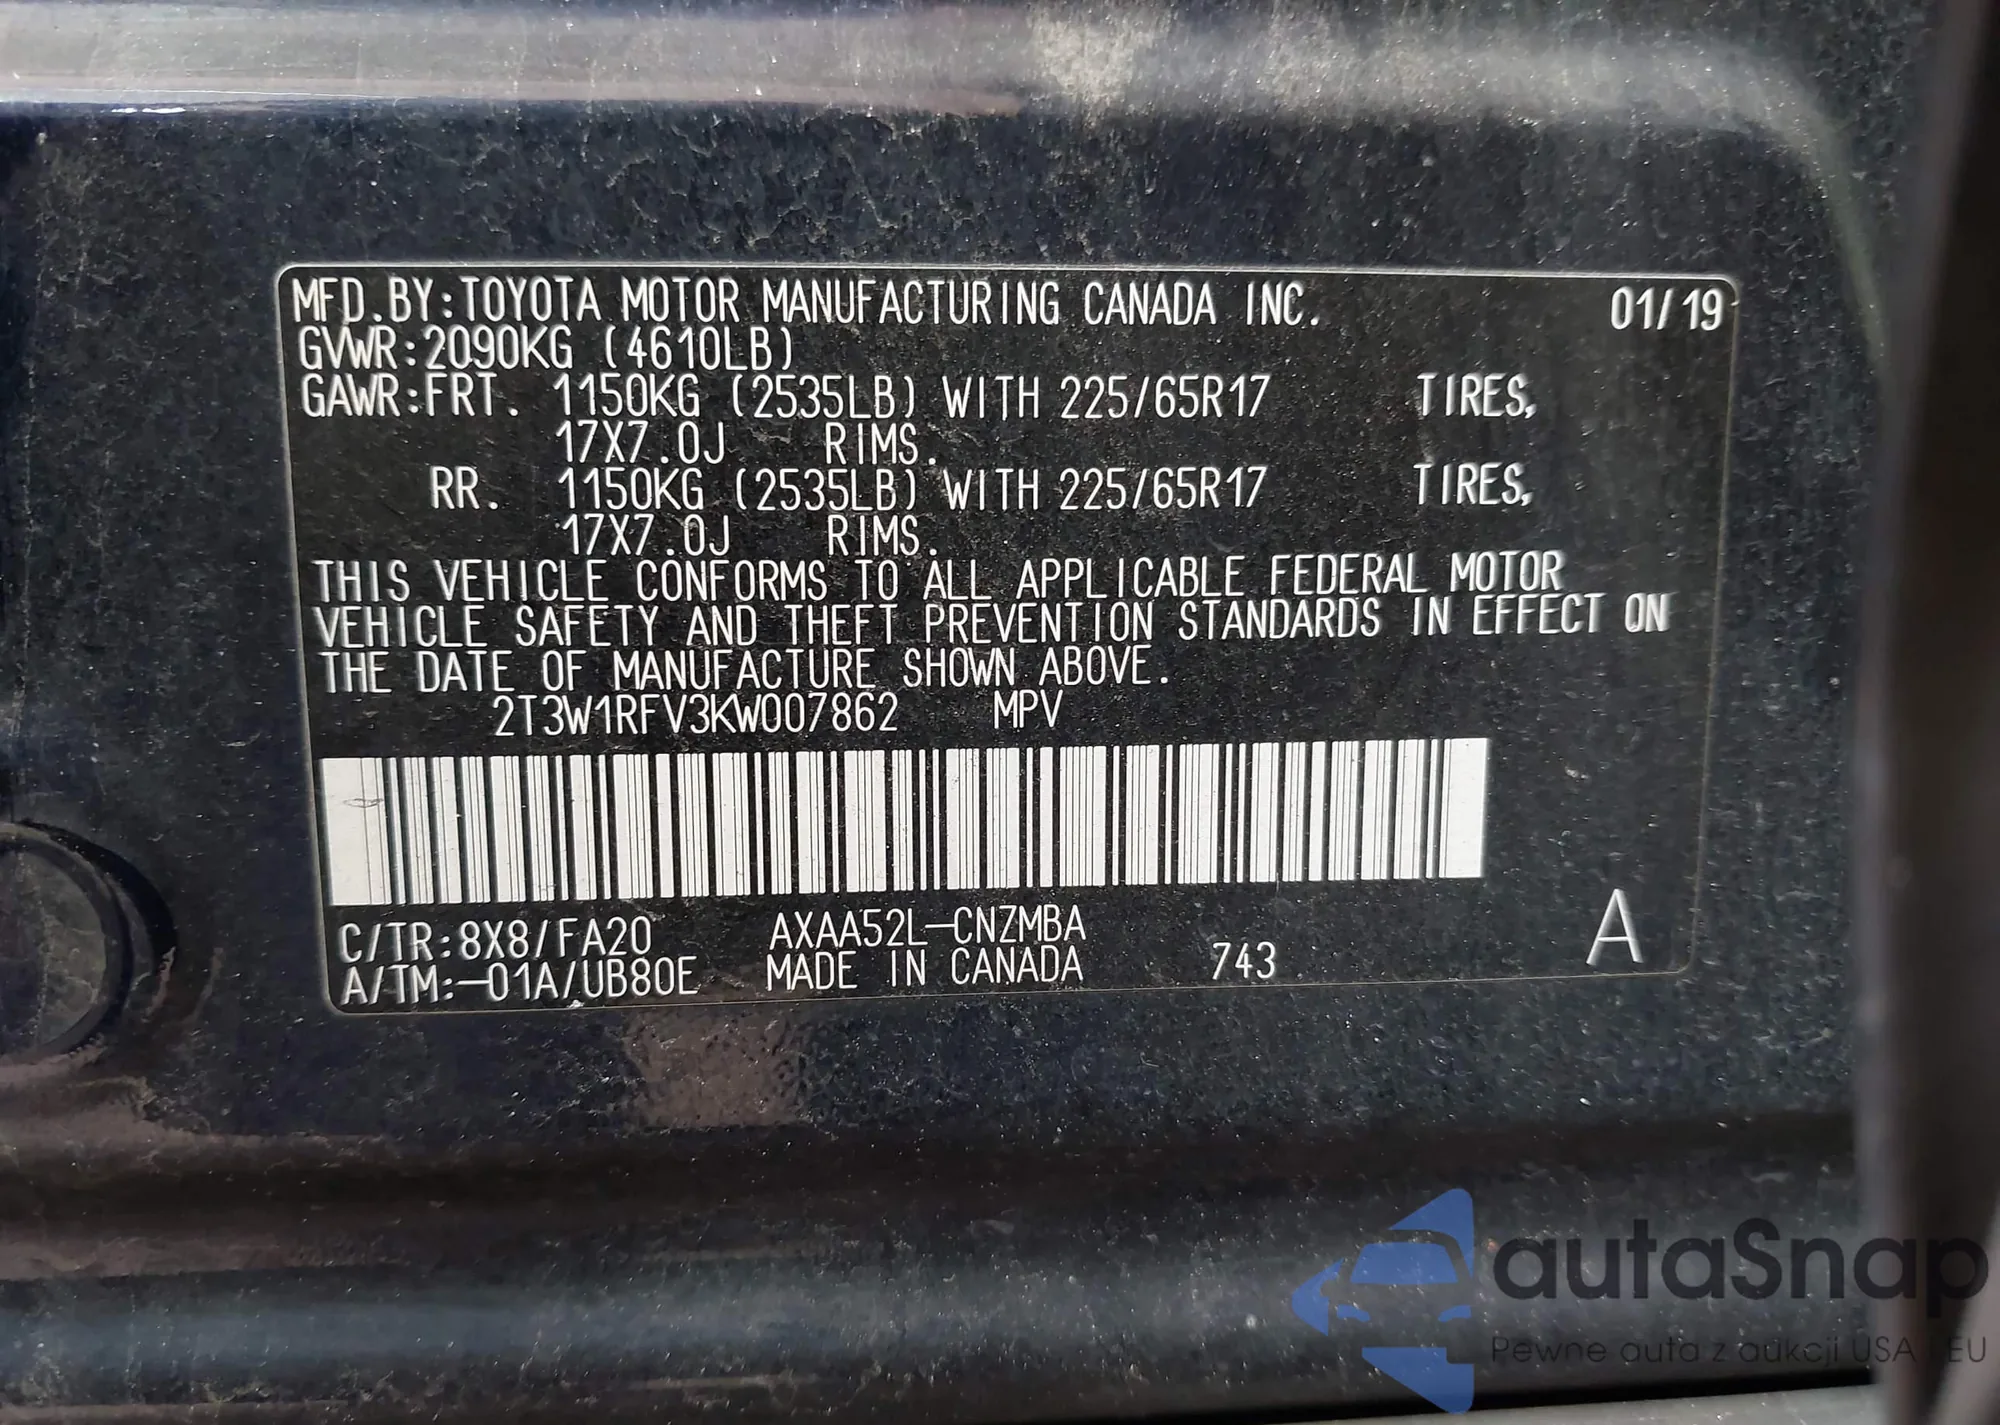 MFD.BY:TOYOTA MOTOR MANUFACTURING CANADA INC. 01/19
GVWR:2090KG (4610LB)
GAWR:FRT. 1150KG (2535LB) WITH 225/65R17 TIRES,
17X7.0J RIMS.
RR. 1150KG (2535LB) WITH 225/65R17 TIRES,
17X7.0J RIMS.
THIS VEHICLE CONFORMS TO ALL APPLICABLE FEDERAL MOTOR
VEHICLE SAFETY AND THEFT PREVENTION STANDARDS IN EFFECT ON
THE DATE OF MANUFACTURE SHOWN ABOVE.
2T3W1RFV3KW007862 MPV
C/TR:8X8/FA20 AXAA52L-CNZMBA
A/TM:-01A/UB80E MADE IN CANADA 743 A
autaSnap
Pewne auta z aukcji USA i EU